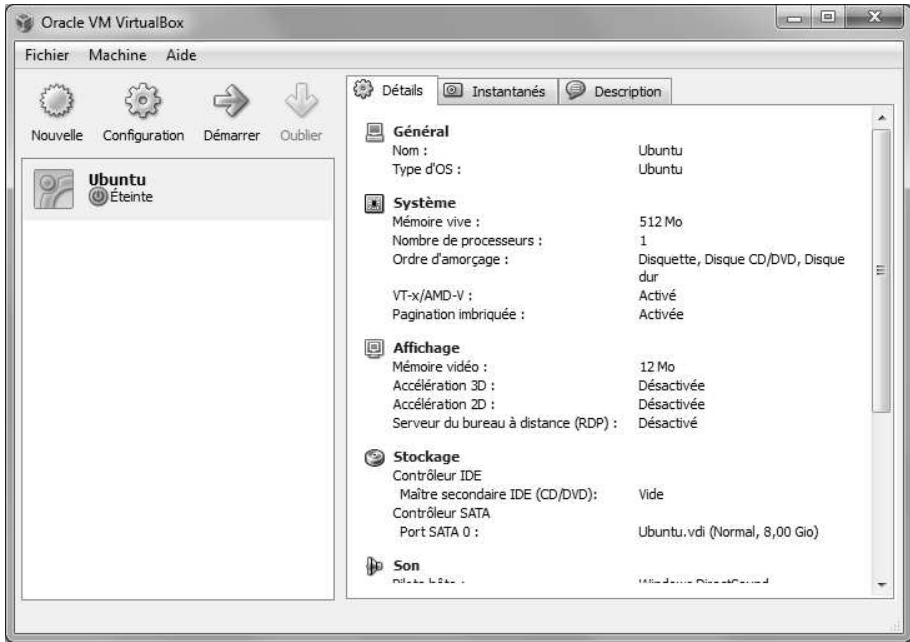 Oracle VM VirtualBox
Fichier Machine Aide
Nouvelle Configuration Démarrer Oublier
Ubuntu
Éteinte
Détails Instantanés Description
Général
Nom : Ubuntu
Type d'OS : Ubuntu
Système
Mémoire vive : 512 Mo
Nombre de processeurs : 1
Ordre d'amorçage : Disquette, Disque CD/DVD, Disque
dur
VT-x/AMD-V : Activé
Pagination imbriquée : Activée
Affichage
Mémoire vidéo : 12 Mo
Accélération 3D : Désactivée
Accélération 2D : Désactivée
Serveur du bureau à distance (RDP) : Désactivé
Stockage
Contrôleur IDE
Maître secondaire IDE (CD/DVD): Vide
Contrôleur SATA
Port SATA 0 : Ubuntu.vdi (Normal, 8,00 Gio)
Son
Pilote hôte : Windows DirectSound